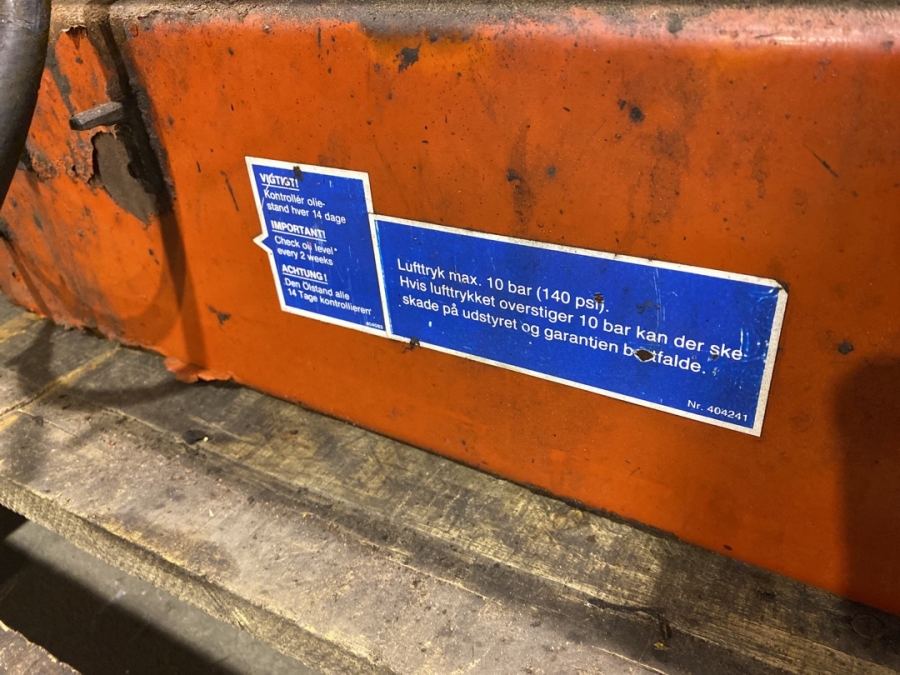 VIGTIGT!
Kontrollér olie-
stand hver 14 dage
IMPORTANT!
Check oil level
every 2 weeks
ACHTUNG!
Den Ölstand alle
14 Tage kontrollieren
Lufttryk max. 10 bar (140 psi).
Hvis lufttrykket overstiger 10 bar kan der ske
skade på udstyret og garantien bortfalde.
Nr. 404241